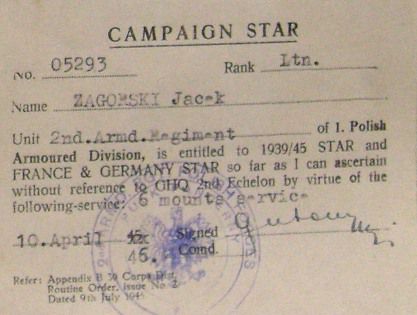 CAMPAIGN STAR
No. 05293 Rank Ltn.
Name ZAGORSKI Jacek
Unit 2nd.Armd.Regiment of 1. Polish
Armoured Division, is entitled to 1939/45 STAR and
FRANCE & GERMANY STAR so far as I can ascertain
without reference to GHQ 2nd Echelon by virtue of the
following-service: 6 mounts service
10.April Signed
46. Comd.
Refer: Appendix B 30 Corps Dist.
Routine Order, issue No 2
Dated 9th July 1945